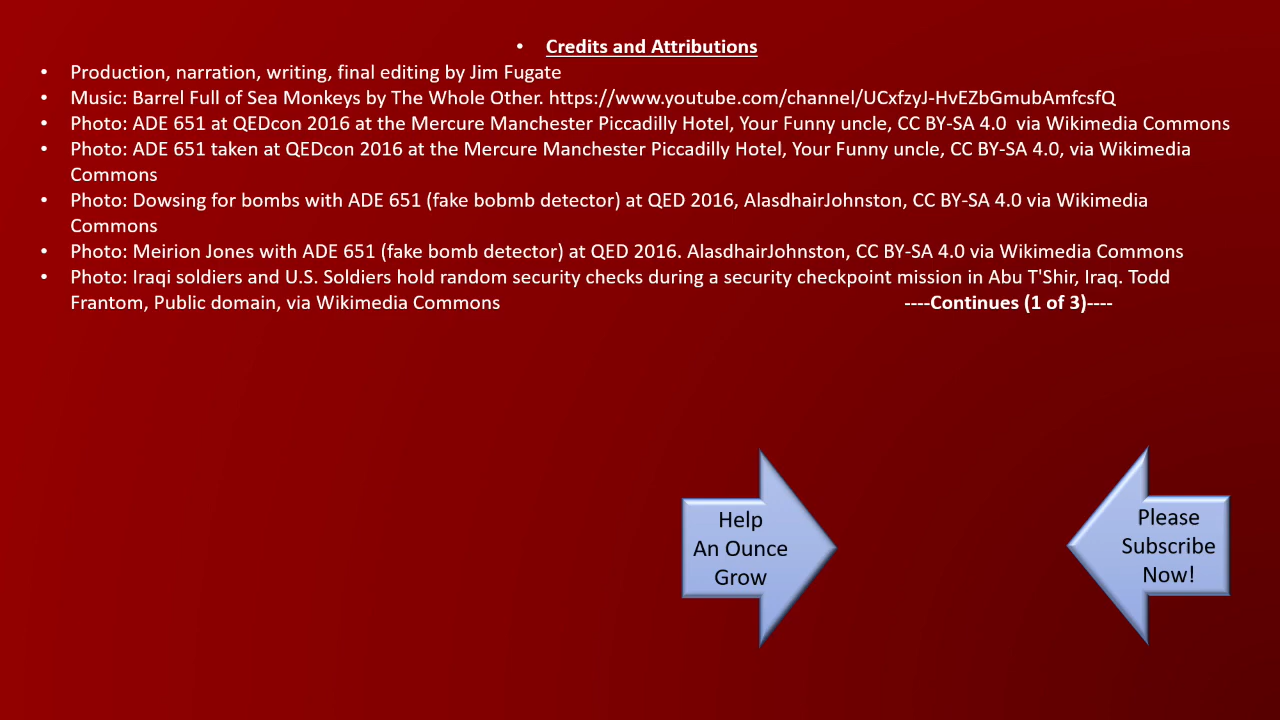 • Credits and Attributions
• Production, narration, writing, final editing by Jim Fugate
• Music: Barrel Full of Sea Monkeys by The Whole Other. https://www.youtube.com/channel/UCxfzyJ-HvEZbGmubAmfcsfQ
• Photo: ADE 651 at QEDcon 2016 at the Mercure Manchester Piccadilly Hotel, Your Funny uncle, CC BY-SA 4.0  via Wikimedia Commons
• Photo: ADE 651 taken at QEDcon 2016 at the Mercure Manchester Piccadilly Hotel, Your Funny uncle, CC BY-SA 4.0, via Wikimedia
Commons
• Photo: Dowsing for bombs with ADE 651 (fake bobmb detector) at QED 2016, AlasdhairJohnston, CC BY-SA 4.0 via Wikimedia
Commons
• Photo: Meirion Jones with ADE 651 (fake bomb detector) at QED 2016. AlasdhairJohnston, CC BY-SA 4.0 via Wikimedia Commons
• Photo: Iraqi soldiers and U.S. Soldiers hold random security checks during a security checkpoint mission in Abu T'Shir, Iraq. Todd
Frantom, Public domain, via Wikimedia Commons ----Continues (1 of 3)----
Help
An Ounce
Grow
Please
Subscribe
Now!